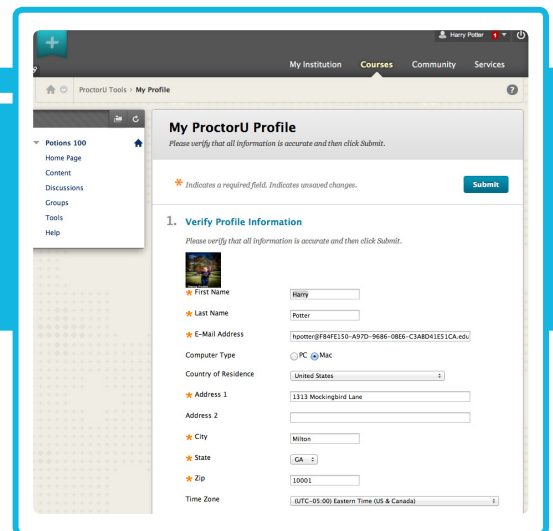 Harry Potter 1
My Institution Courses Community Services
ProctorU Tools › My Profile ?
Potions 100
Home Page
Content
Discussions
Groups
Tools
Help
My ProctorU Profile
Please verify that all information is accurate and then click Submit.
* Indicates a required field. Indicates unsaved changes.
Submit
1. Verify Profile Information
Please verify that all information is accurate and then click Submit.
* First Name Harry
* Last Name Potter
* E-Mail Address hpotter@F84FE150-A97D-9686-08E6-C3ABD41E51CA.edu
Computer Type PC Mac
Country of Residence United States
* Address 1 1313 Mockingbird Lane
Address 2
* City Milton
* State GA
* Zip 10001
Time Zone (UTC-05:00) Eastern Time (US & Canada)